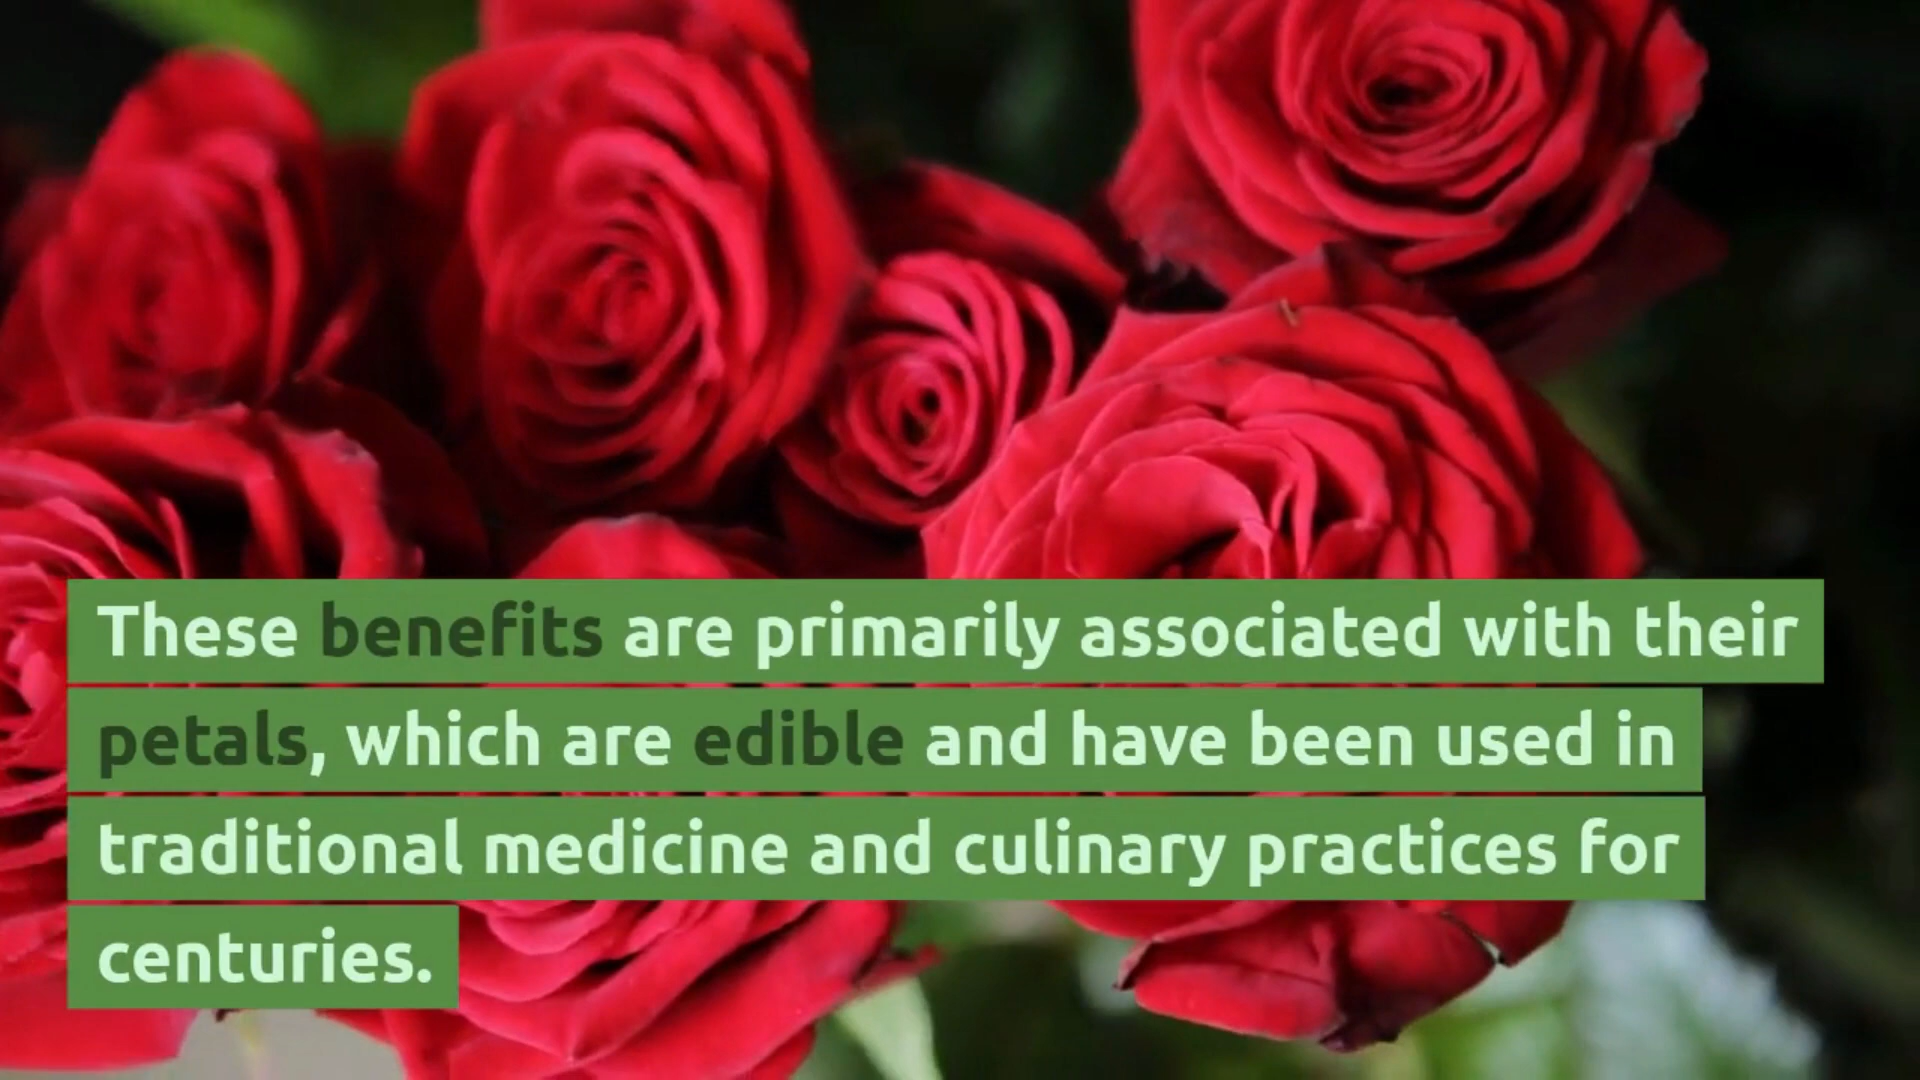 These benefits are primarily associated with their
petals, which are edible and have been used in
traditional medicine and culinary practices for
centuries.